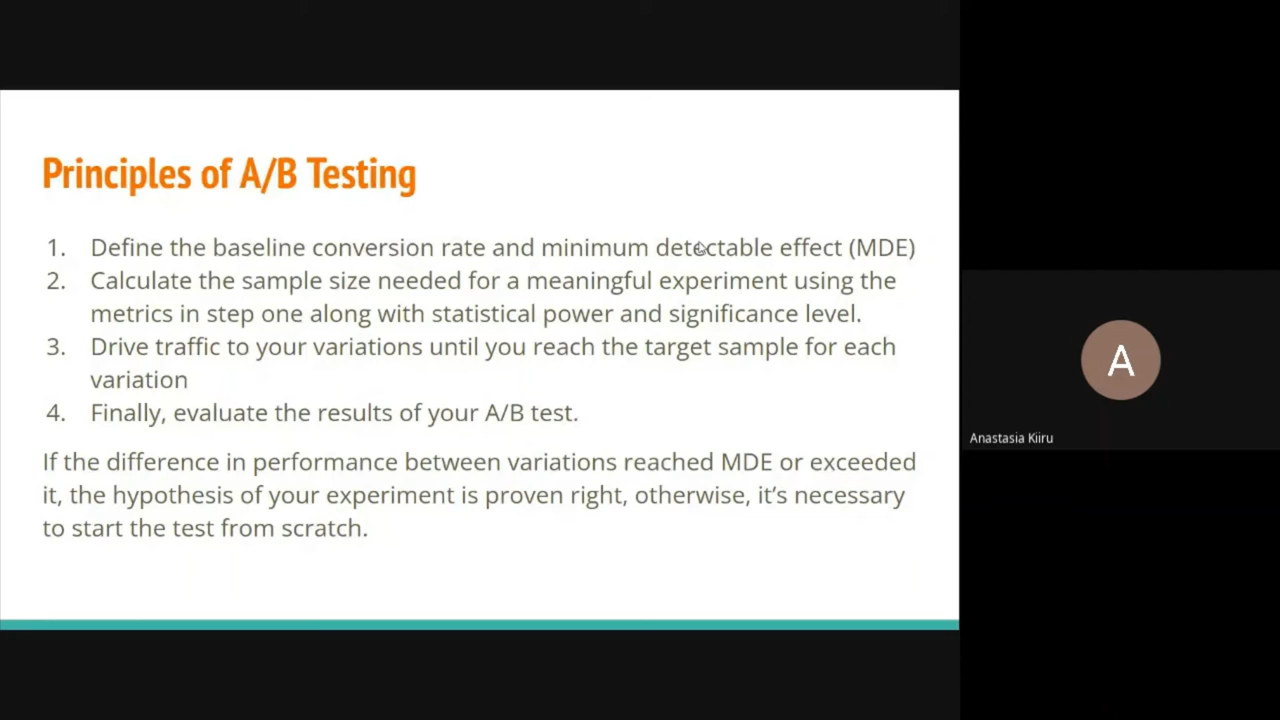 Principles of A/B Testing
1. Define the baseline conversion rate and minimum detectable effect (MDE)
2. Calculate the sample size needed for a meaningful experiment using the
metrics in step one along with statistical power and significance level.
3. Drive traffic to your variations until you reach the target sample for each
variation
4. Finally, evaluate the results of your A/B test.
If the difference in performance between variations reached MDE or exceeded
it, the hypothesis of your experiment is proven right, otherwise, it’s necessary
to start the test from scratch.
A
Anastasia Kiiru